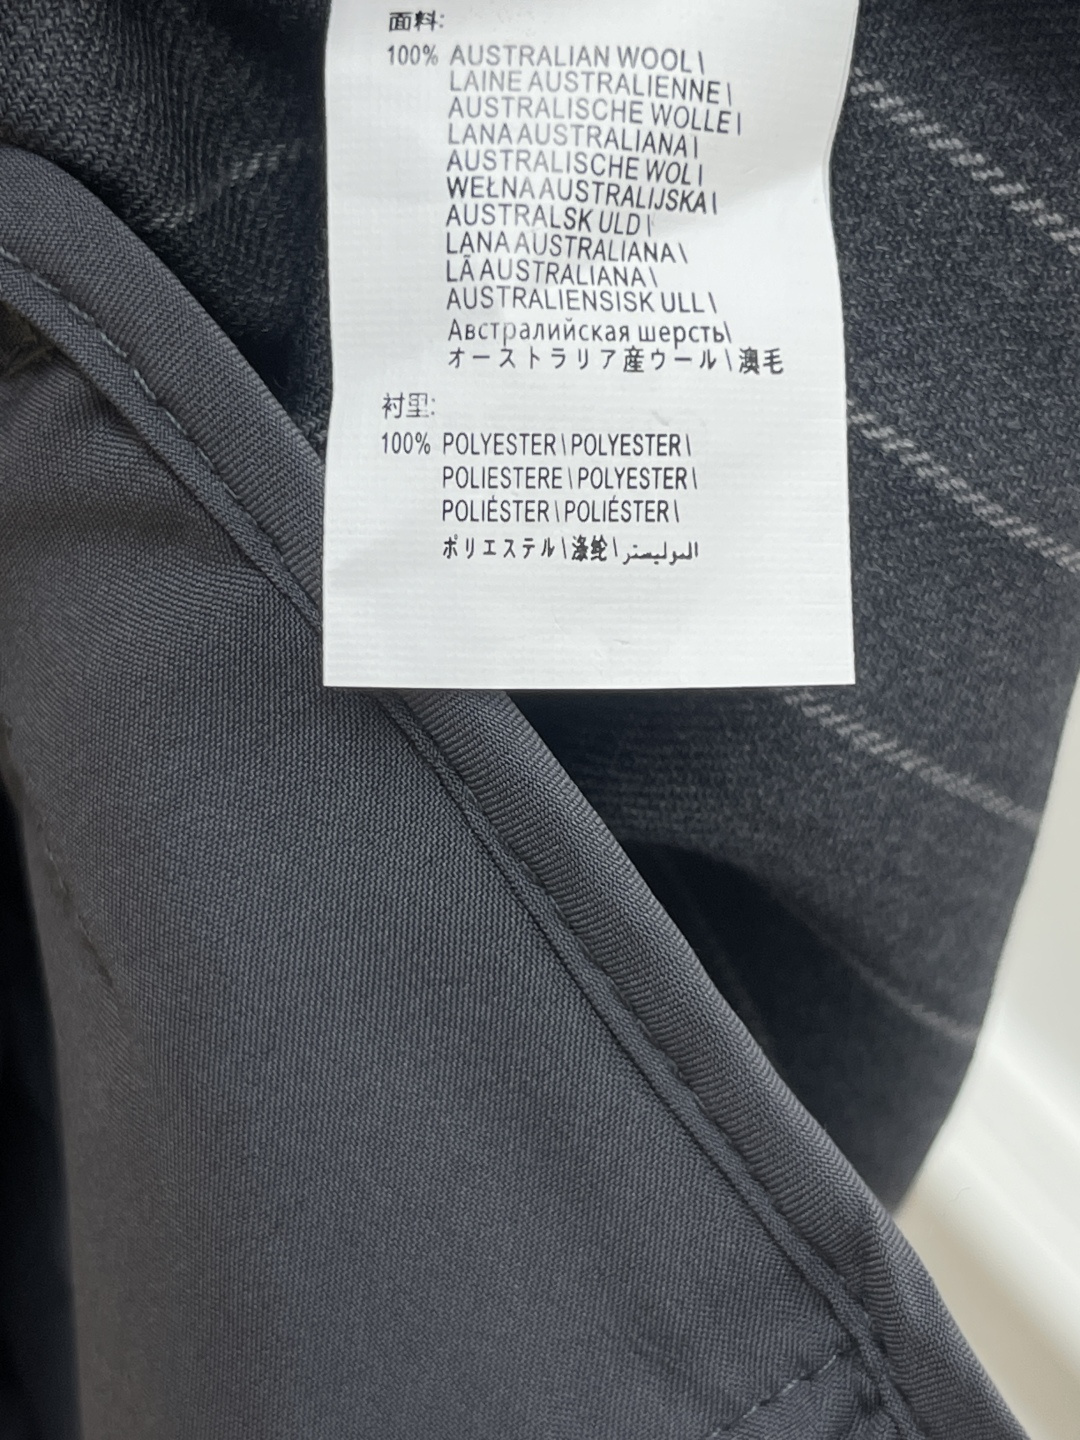 面料:
100% AUSTRALIAN WOOL\
LAINE AUSTRALIENNE\
AUSTRALISCHE WOLLE\
LANA AUSTRALIANA\
AUSTRALISCHE WOL\
WEŁNA AUSTRALIJSKA\
AUSTRALSK ULD\
LANA AUSTRALIANA\
LÃ AUSTRALIANA\
AUSTRALIENSISK ULL\
Австралийская шерсть\
オーストラリア産ウール\澳毛
衬里:
100% POLYESTER\POLYESTER\
POLIESTERE\POLYESTER\
POLIÉSTER\POLIÉSTER\
ポリエステル\涤纶\البوليستر